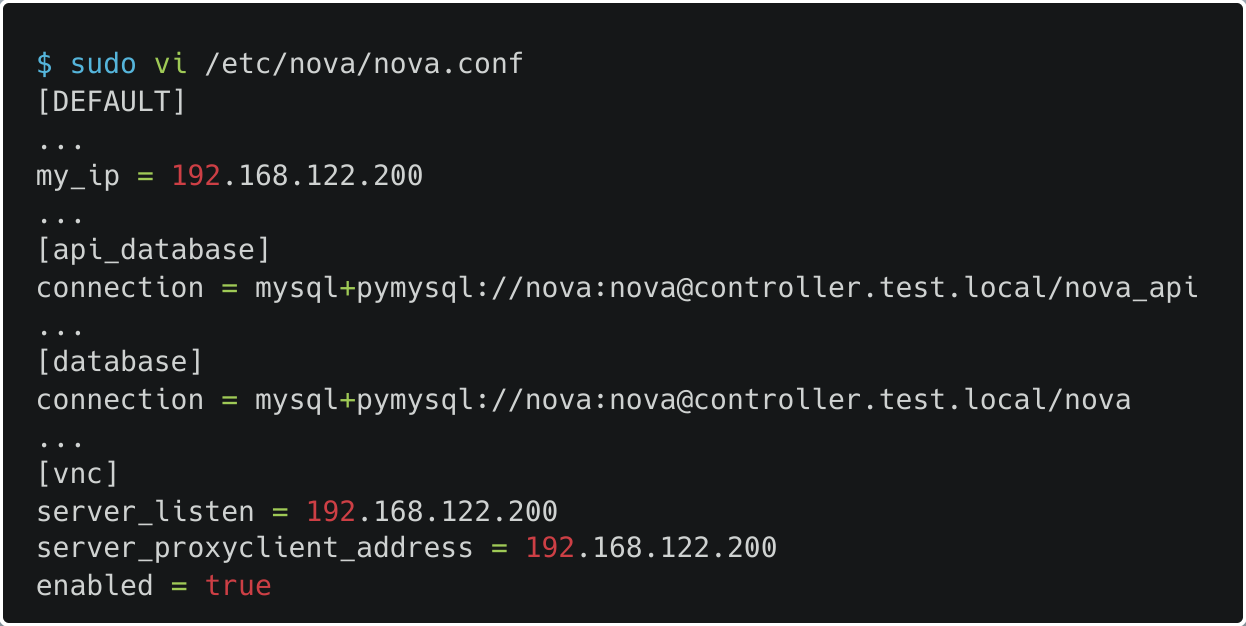 $ sudo vi /etc/nova/nova.conf
[DEFAULT]
...
my_ip = 192.168.122.200
...
[api_database]
connection = mysql+pymysql://nova:nova@controller.test.local/nova_api
...
[database]
connection = mysql+pymysql://nova:nova@controller.test.local/nova
...
[vnc]
server_listen = 192.168.122.200
server_proxyclient_address = 192.168.122.200
enabled = true